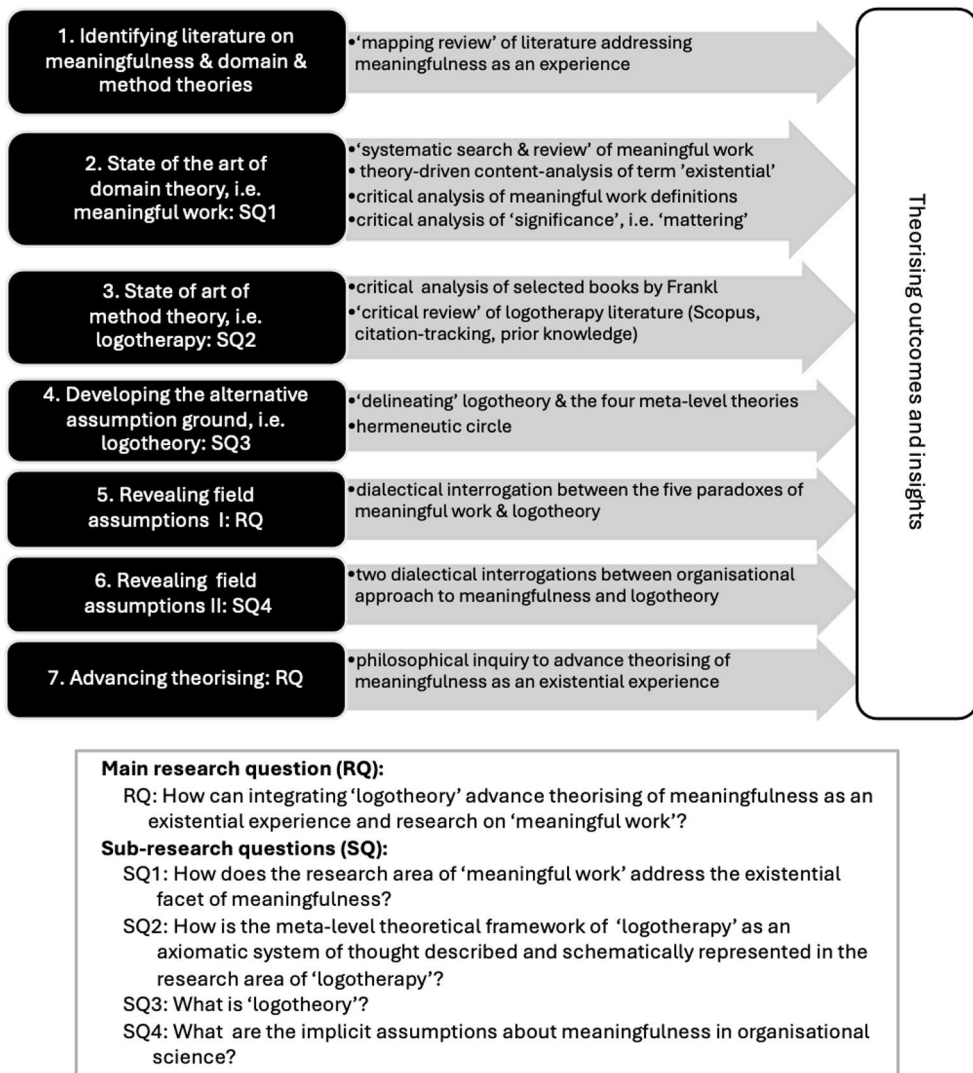 1. Identifying literature on
meaningfulness & domain &
method theories
•‘mapping review’ of literature addressing
meaningfulness as an experience
2. State of the art of
domain theory, i.e.
meaningful work: SQ1
•‘systematic search & review’ of meaningful work
• theory-driven content-analysis of term ’existential’
•critical analysis of meaningful work definitions
•critical analysis of ‘significance’, i.e. ‘mattering’
3. State of art of
method theory, i.e.
logotherapy: SQ2
•critical analysis of selected books by Frankl
•‘critical review’ of logotherapy literature (Scopus,
citation-tracking, prior knowledge)
4. Developing the alternative
assumption ground, i.e.
logotheory: SQ3
•‘delineating’ logotheory & the four meta-level theories
•hermeneutic circle
5. Revealing field
assumptions I: RQ
•dialectical interrogation between the five paradoxes of
meaningful work & logotheory
6. Revealing field
assumptions II: SQ4
•two dialectical interrogations between organisational
approach to meaningfulness and logotheory
7. Advancing theorising: RQ
•philosophical inquiry to advance theorising of
meaningfulness as an existential experience
Theorising outcomes and insights
Main research question (RQ):
RQ: How can integrating ‘logotheory’ advance theorising of meaningfulness as an
existential experience and research on ‘meaningful work’?
Sub-research questions (SQ):
SQ1: How does the research area of ‘meaningful work’ address the existential
facet of meaningfulness?
SQ2: How is the meta-level theoretical framework of ‘logotherapy’ as an
axiomatic system of thought described and schematically represented in the
research area of ‘logotherapy’?
SQ3: What is ‘logotheory’?
SQ4: What are the implicit assumptions about meaningfulness in organisational
science?